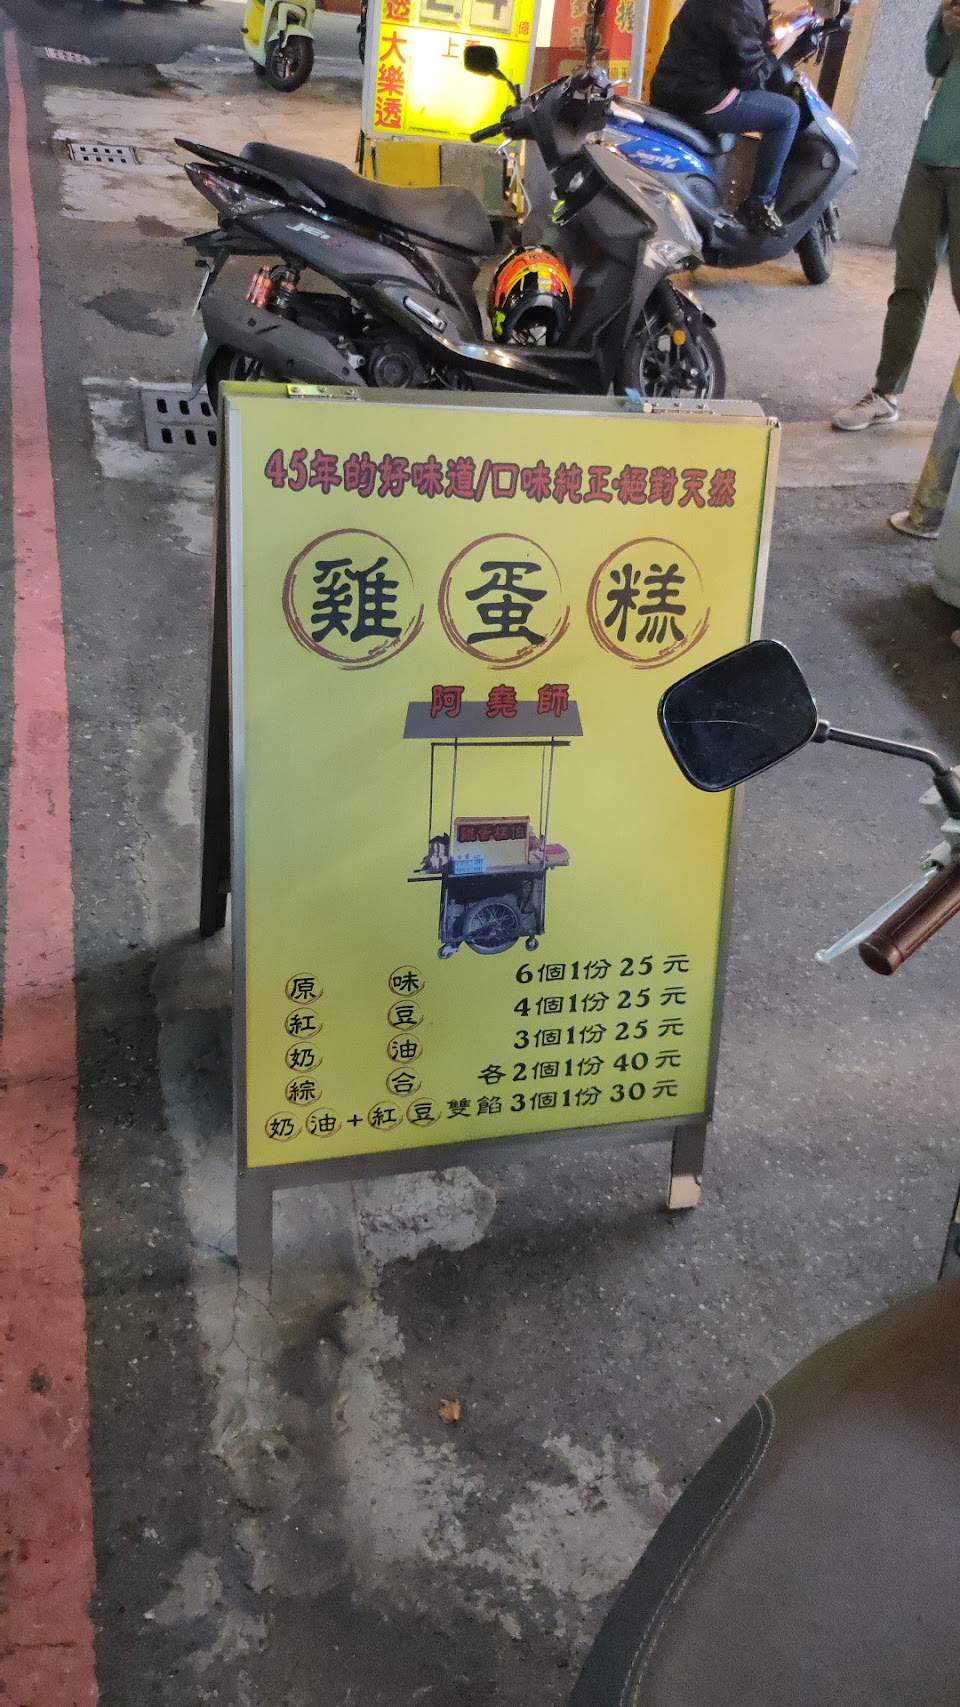 大樂透
上
億
45年的好味道/口味純正·絕對天然
雞蛋糕
阿堯師
原味 6個1份25元
紅豆 4個1份25元
奶油 3個1份25元
綜合 各2個1份40元
奶油+紅豆雙餡3個1份30元